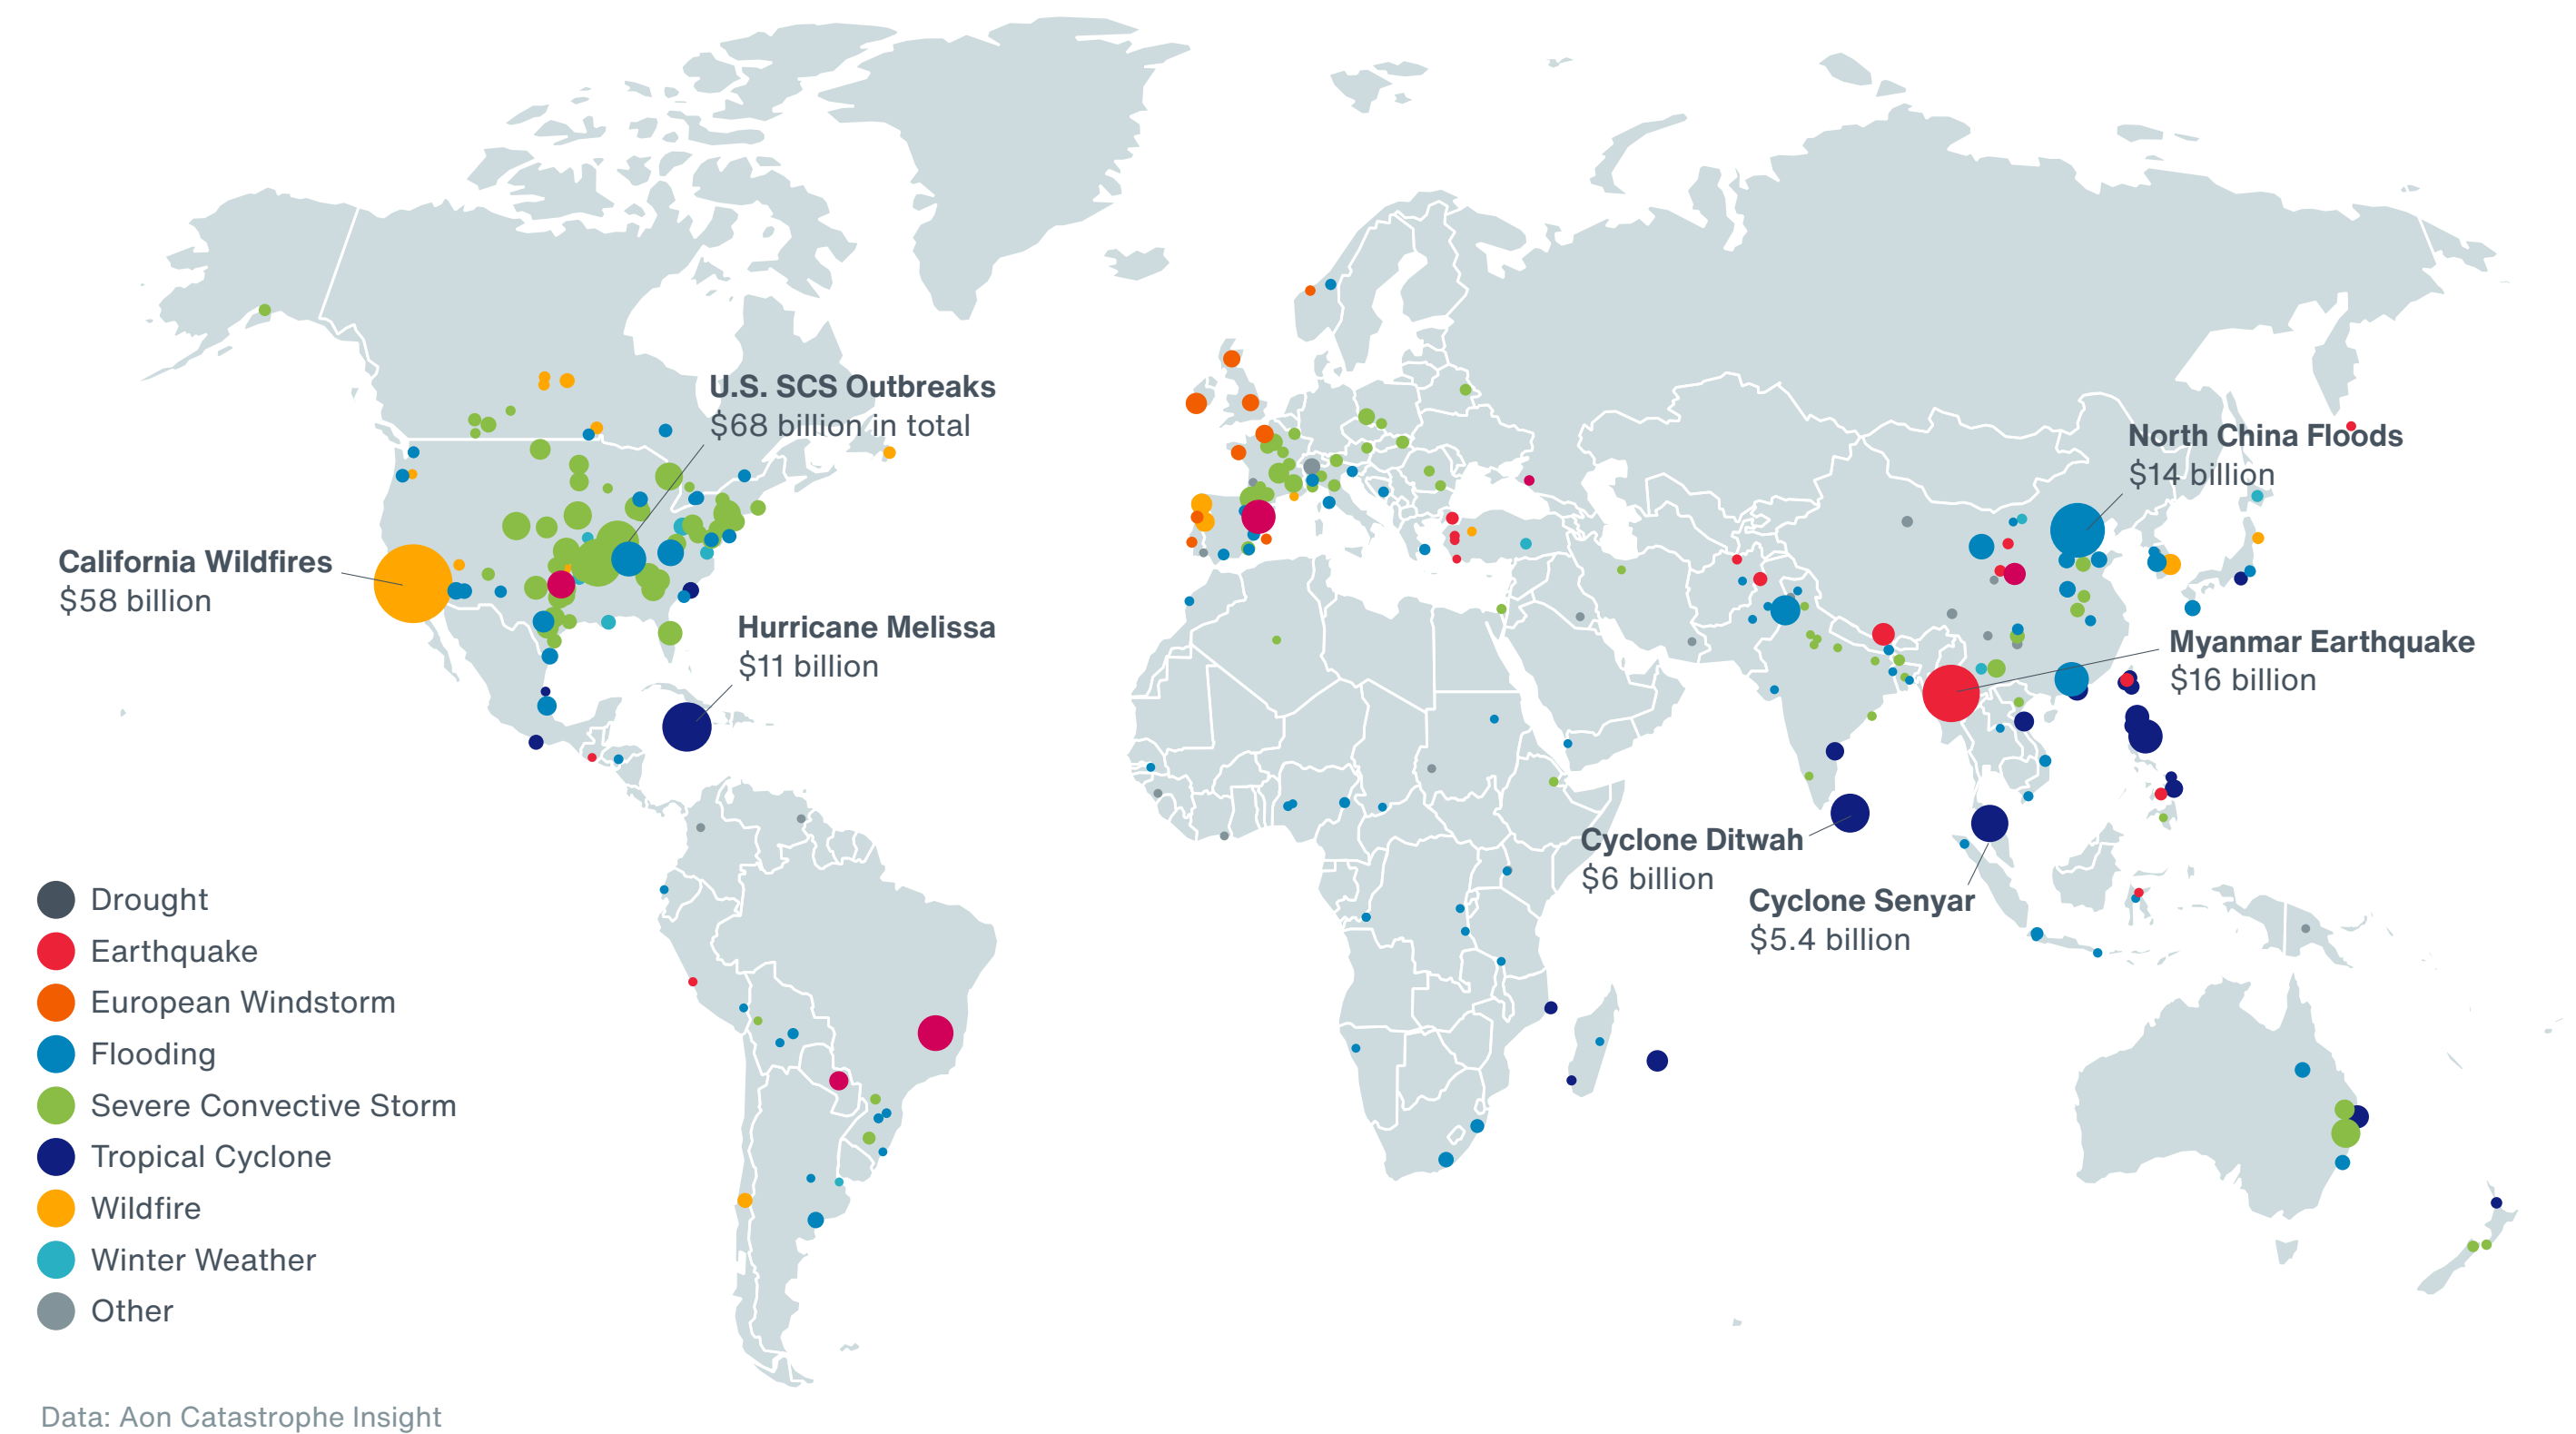 U.S. SCS Outbreaks
$68 billion in total
North China Floods
$14 billion
California Wildfires
$58 billion
Hurricane Melissa
$11 billion
Myanmar Earthquake
$16 billion
Cyclone Ditwah
$6 billion
Cyclone Senyar
$5.4 billion
Drought
Earthquake
European Windstorm
Flooding
Severe Convective Storm
Tropical Cyclone
Wildfire
Winter Weather
Other
Data: Aon Catastrophe Insight